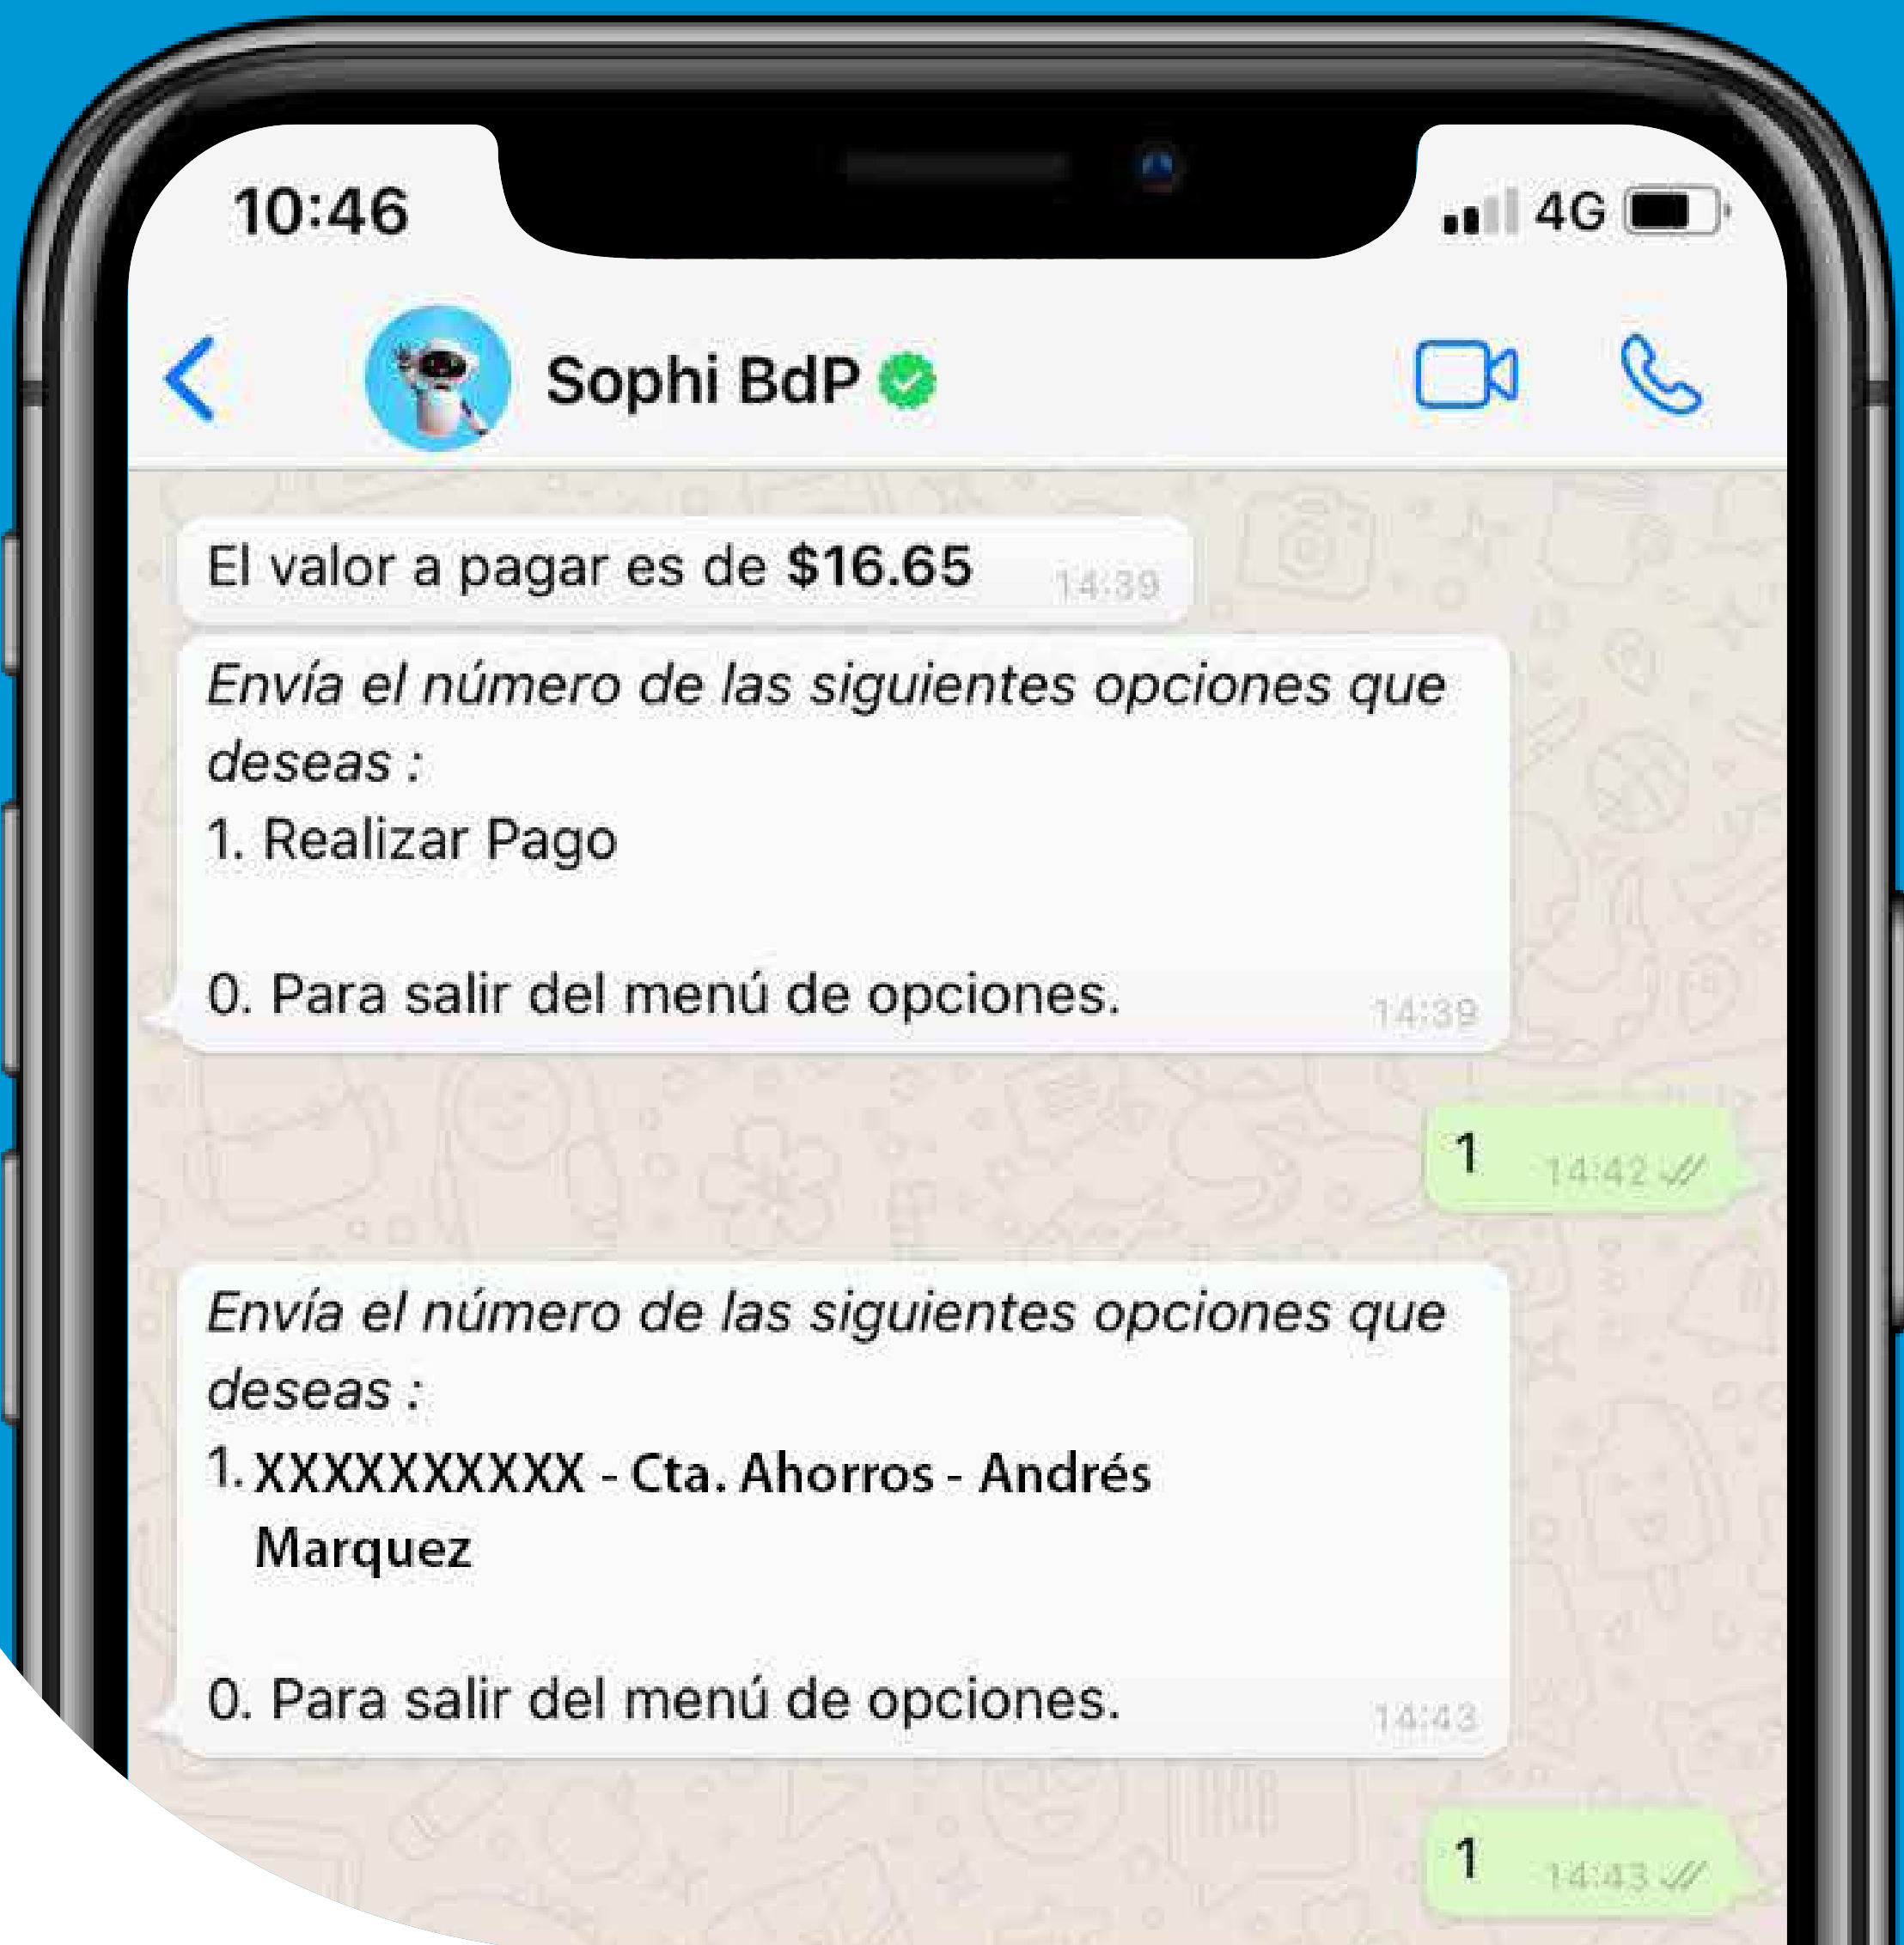 10:46
4G
Sophi BdP
El valor a pagar es de $16.65 14:39
Envía el número de las siguientes opciones que
deseas :
1. Realizar Pago
0. Para salir del menú de opciones. 14:39
1 14:42
Envía el número de las siguientes opciones que
deseas :
1. XXXXXXXXXX - Cta. Ahorros - Andrés
Marquez
0. Para salir del menú de opciones. 14:43
1 14:43